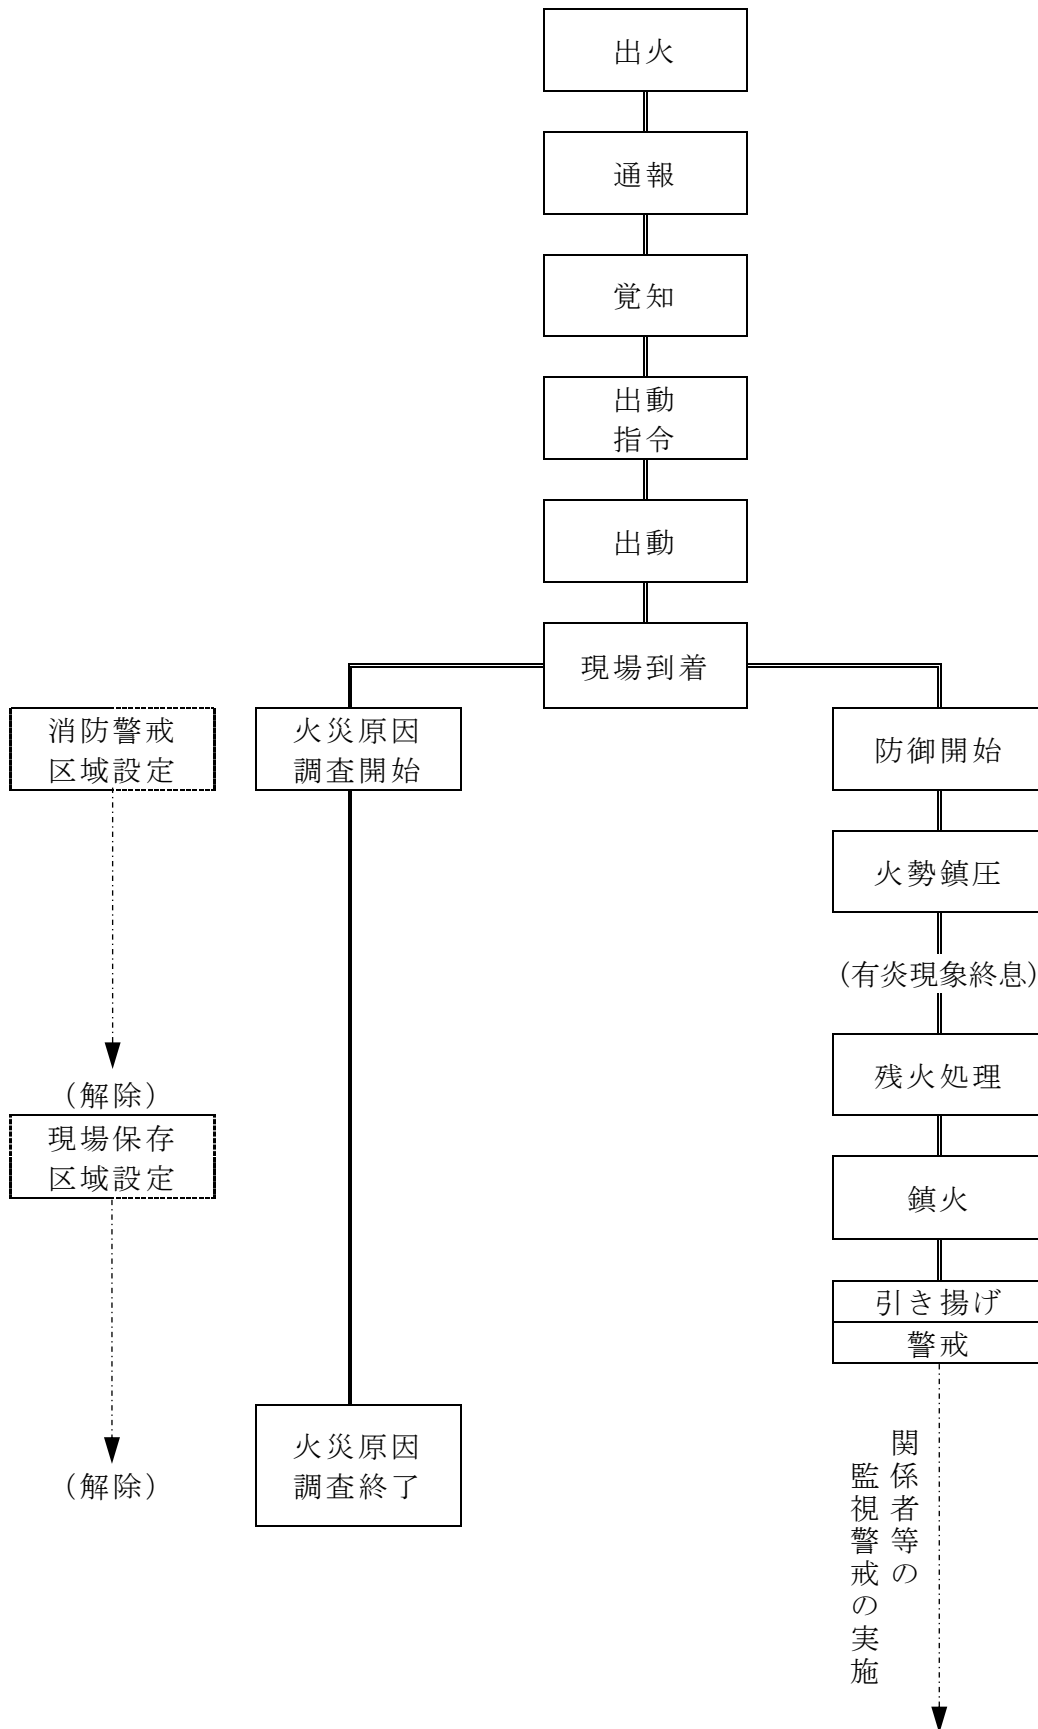 出火
通報
覚知
出動
指令
出動
現場到着
消防警戒
区域設定
火災原因
調査開始
防御開始
火勢鎮圧
(有炎現象終息)
残火処理
(解除)
現場保存
区域設定
鎮火
引き揚げ
警戒
火災原因
調査終了
(解除)
関係者等の
監視警戒の実施